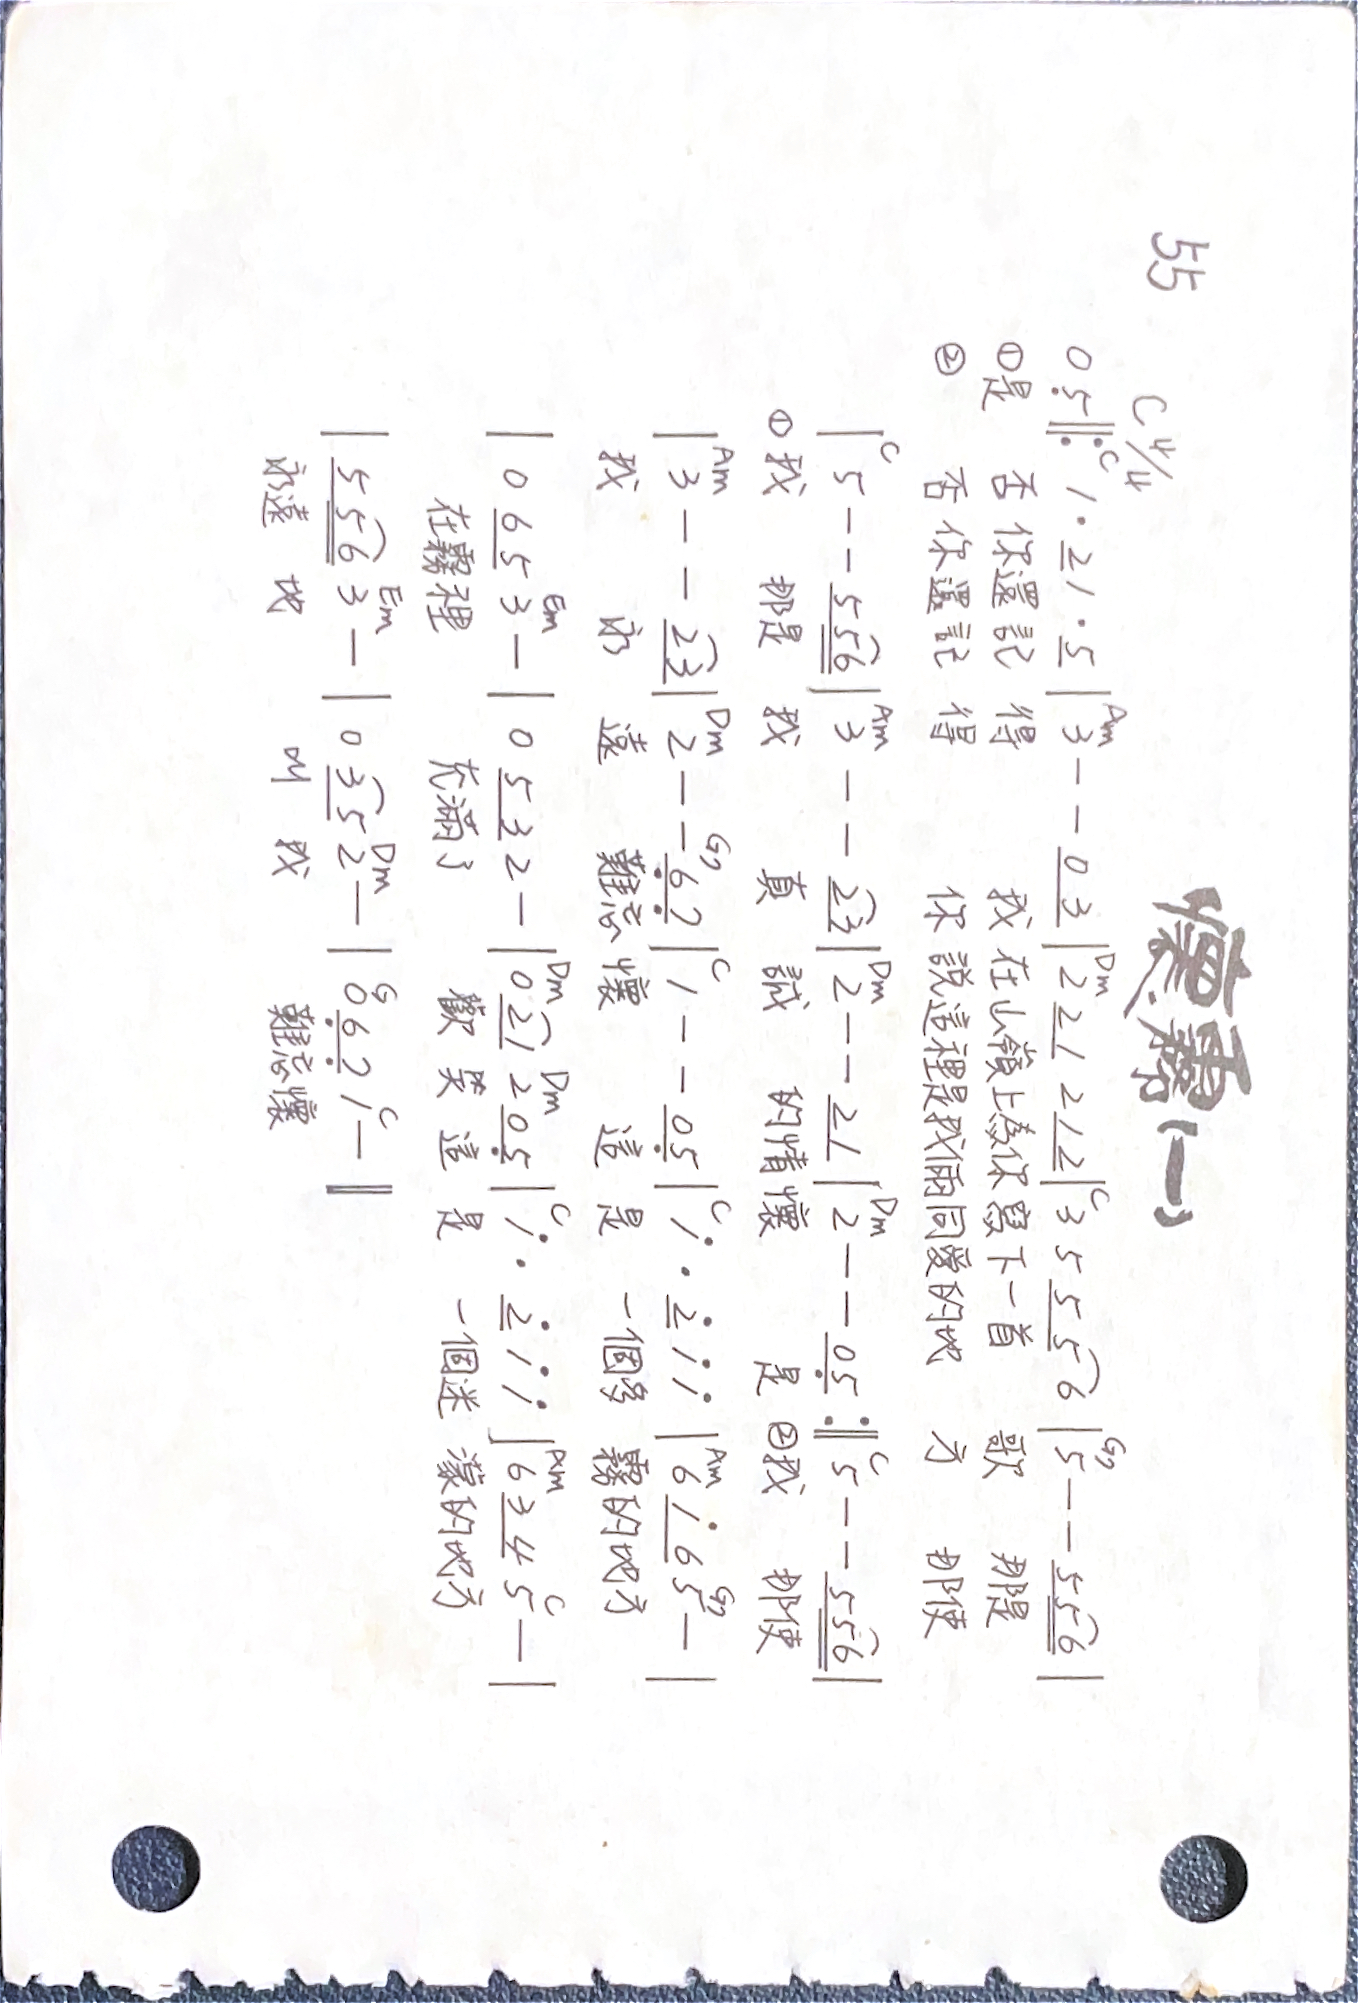 懷霧(一)
55
C 4/4
C Am Dm C G7
0 5 ‖: 1 · 2 1 · 5 | 3 - - 0 3 | 2 2 1 2 1 2 | 3 5 5 5 6 | 5 - - 5 5 6 |
①是 否你還記得 我在山嶺上為你寫下一首 歌 那是
② 否你還記得 你說這裡是我倆同愛的地 方 那使
C Am Dm Dm C
| 5 - - 5 5 6 | 3 - - 2 3 | 2 - - 2 1 | 2 - - 0 5 :‖ 5 - - 5 5 6 |
①我 那是 我 真 誠 的情懷 是 ②我 那使
Am Dm G7 C C Am G7
| 3 - - 2 3 | 2 - - 6 7 | 1 - - 0 5 | 1 · 2 1 1 | 6 1 6 5 - |
我 永 遠 難忘懷 這 是 一個多 霧的地方
Em Dm Dm C Am C
| 0 6 5 3 - | 0 5 3 2 - | 0 2 1 2 0 5 | 1 · 2 1 1 | 6 3 4 5 - |
在霧裡 充滿了 歡 笑 這 是 一個迷 濛的地方
Em Dm G C
| 5 5 6 3 - | 0 3 5 2 - | 0 6 7 1 - ‖
永遠 地 叫 我 難忘懷